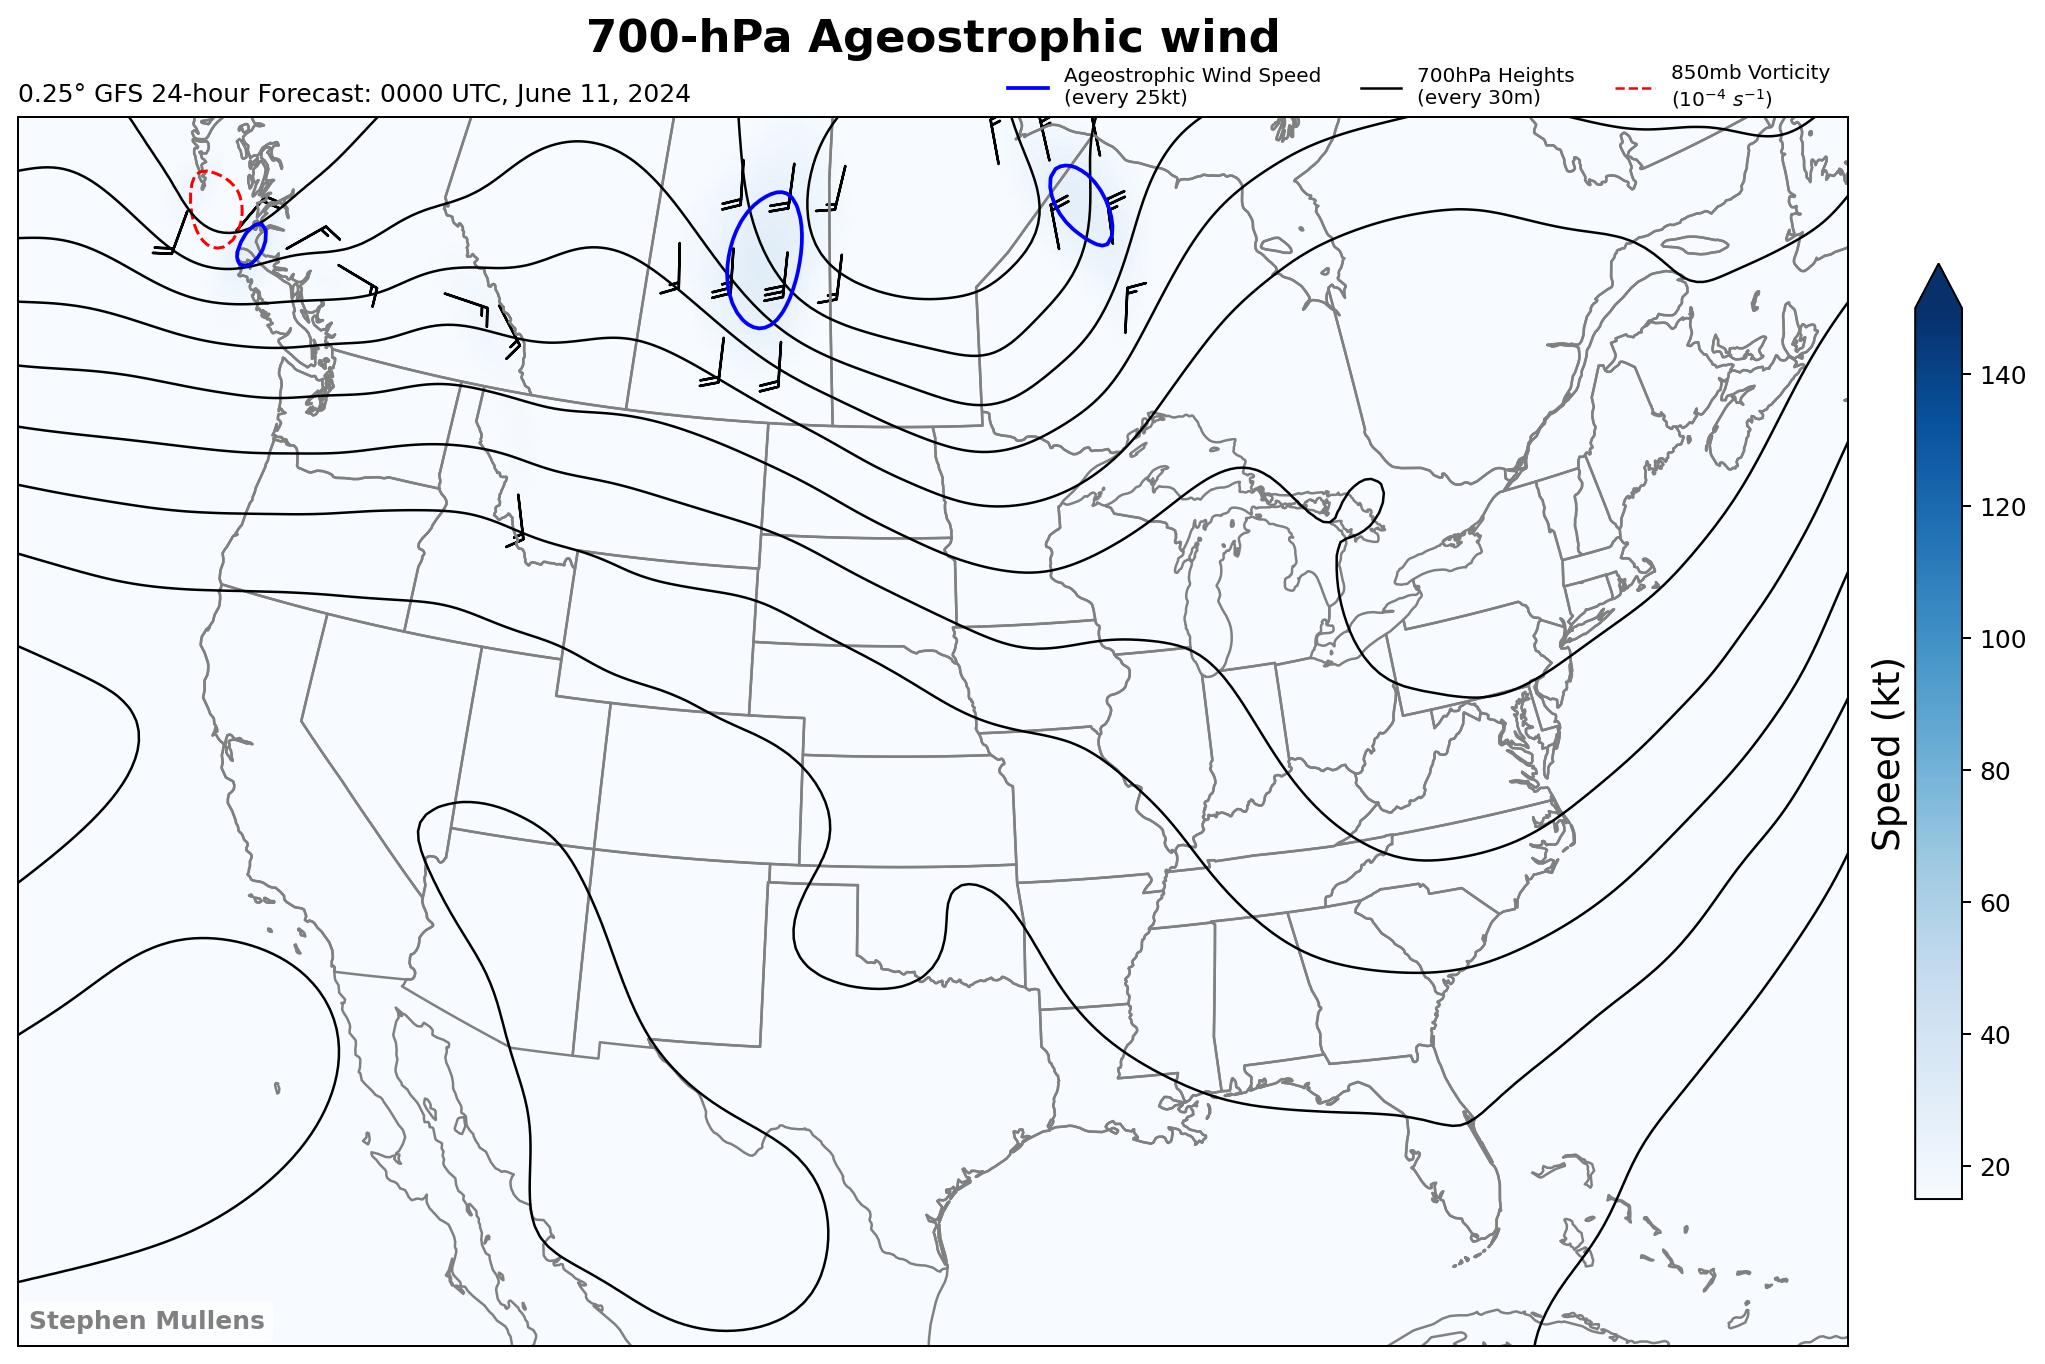 700-hPa Ageostrophic wind
0.25° GFS 24-hour Forecast: 0000 UTC, June 11, 2024
Ageostrophic Wind Speed
(every 25kt)
700hPa Heights
(every 30m)
850mb Vorticity
(10⁻⁴ s⁻¹)
140
120
100
80
60
40
20
Speed (kt)
Stephen Mullens